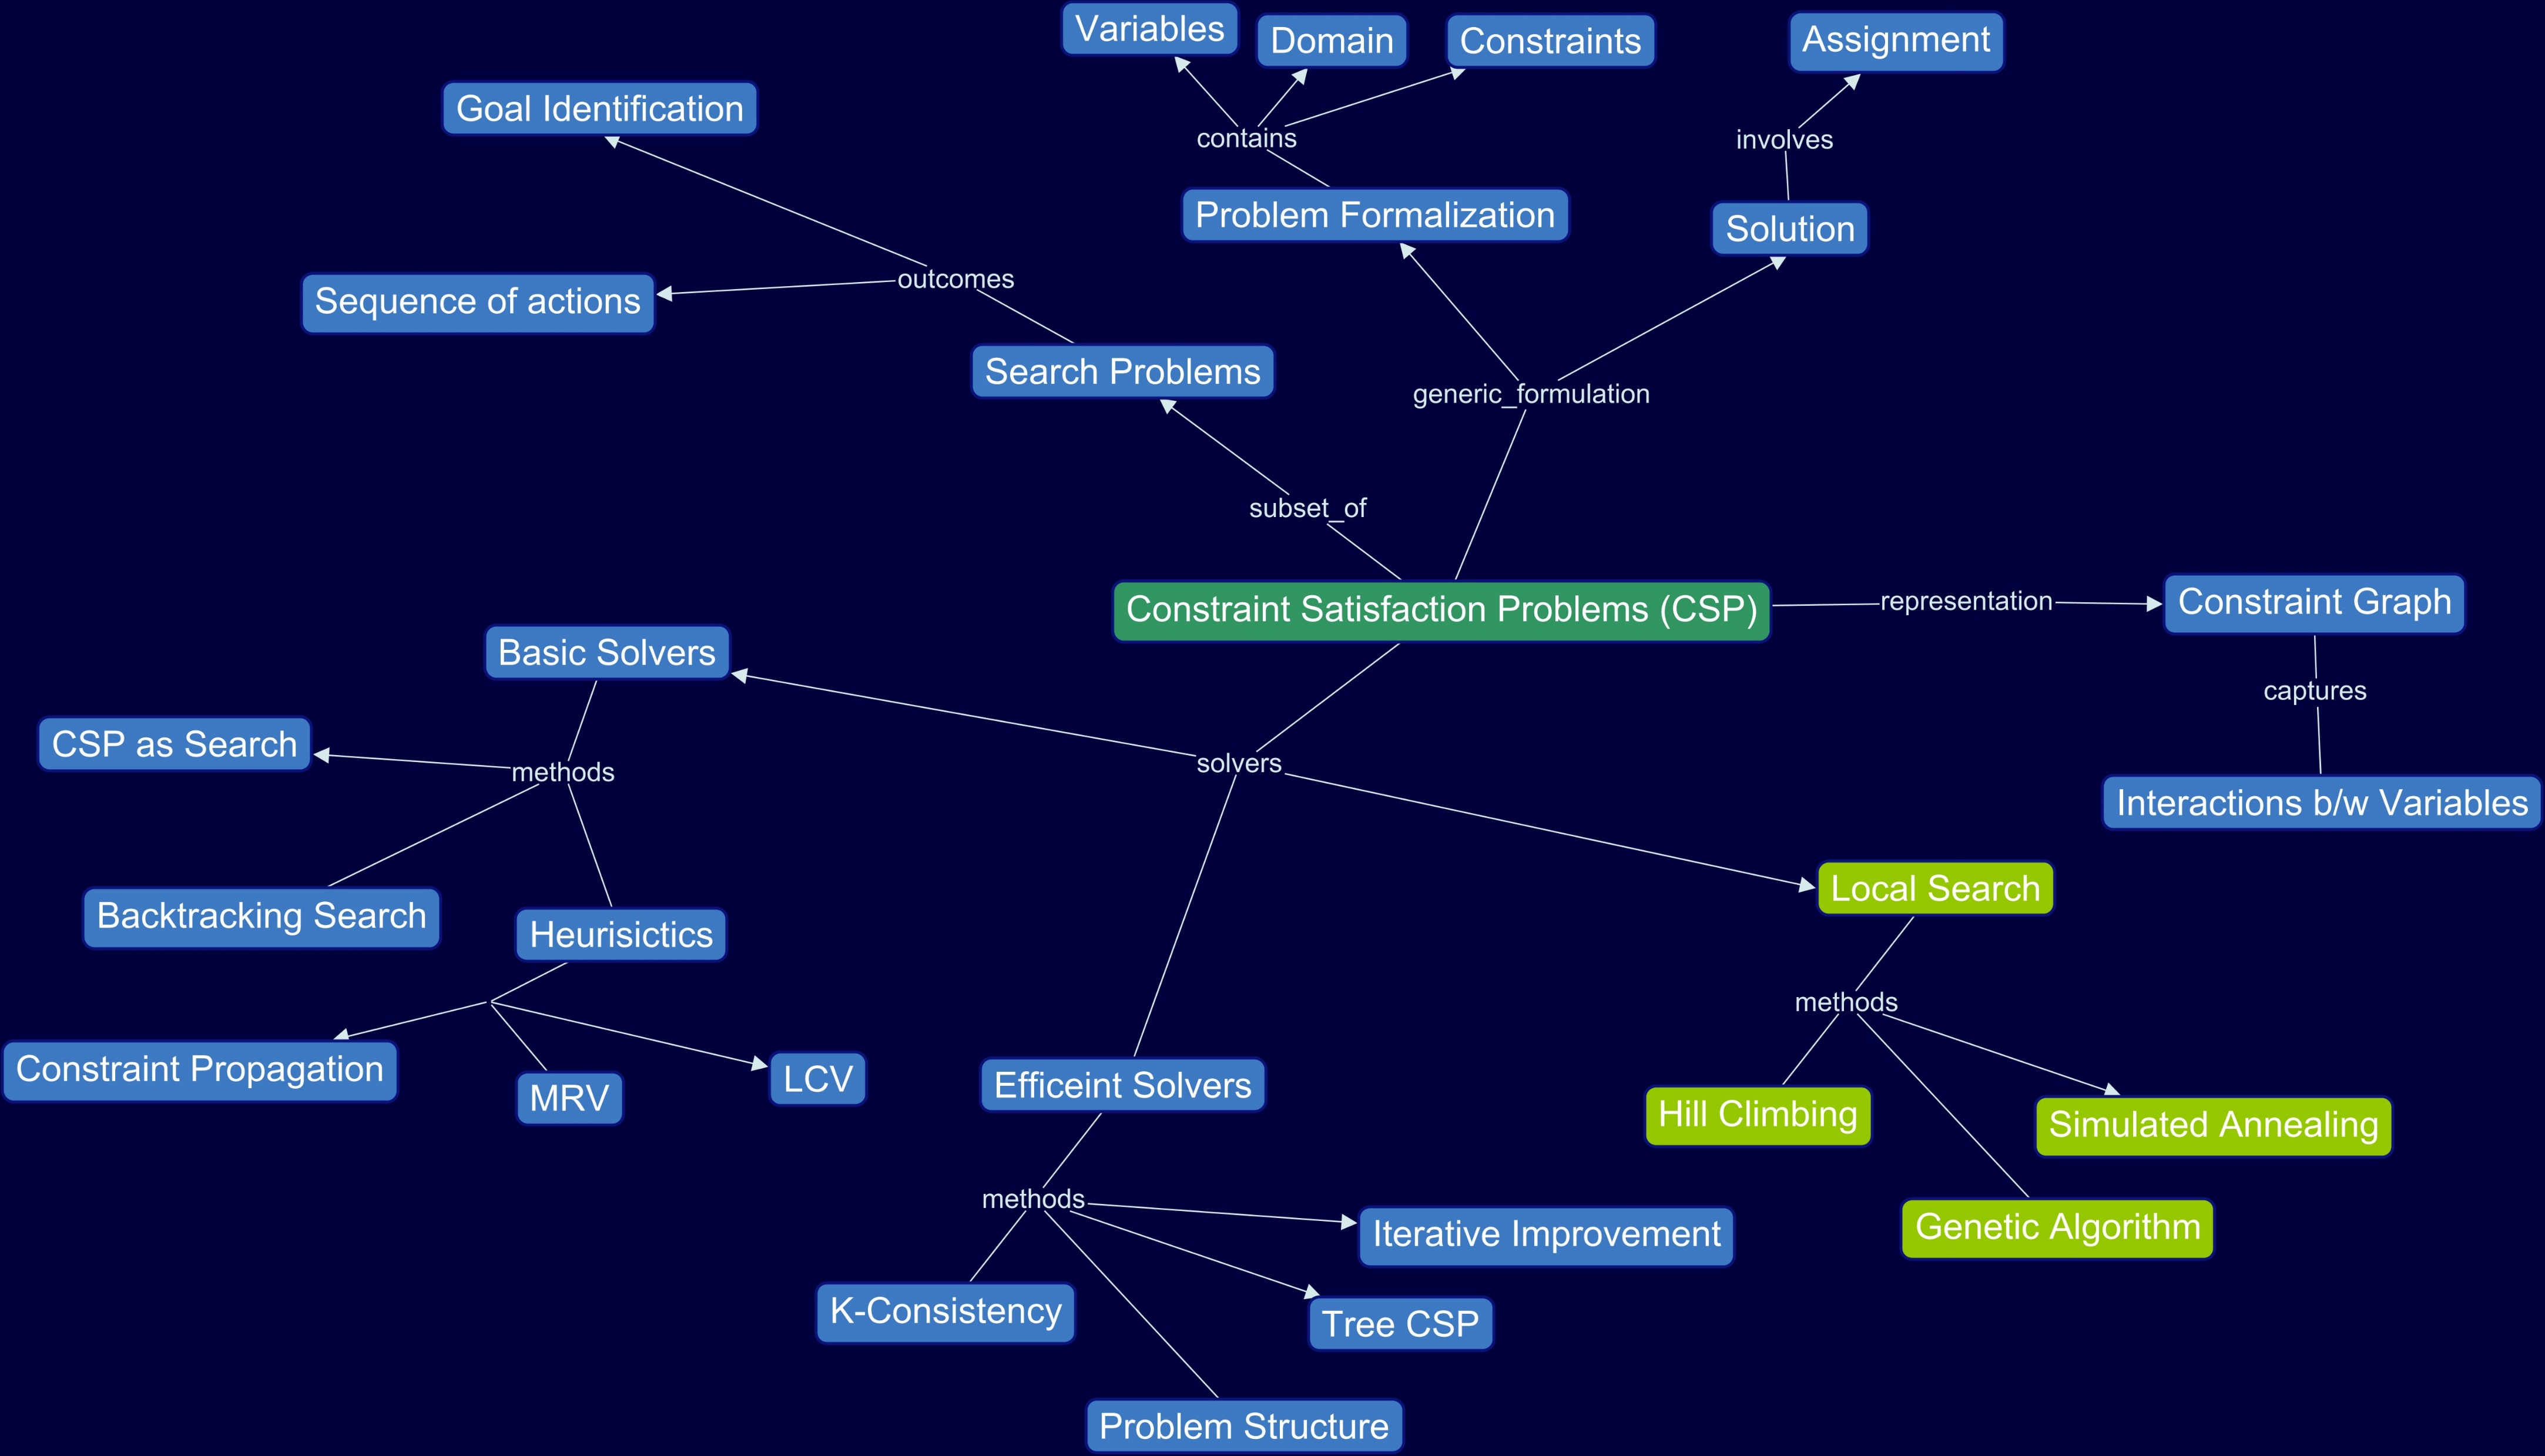 Variables
Domain
Constraints
Assignment
Goal Identification
contains
involves
Problem Formalization
Solution
outcomes
Sequence of actions
Search Problems
generic_formulation
subset_of
Constraint Satisfaction Problems (CSP)
representation
Constraint Graph
Basic Solvers
captures
CSP as Search
methods
solvers
Interactions b/w Variables
Local Search
Backtracking Search
Heurisictics
methods
Constraint Propagation
MRV
LCV
Efficeint Solvers
Hill Climbing
Simulated Annealing
methods
Iterative Improvement
Genetic Algorithm
K-Consistency
Tree CSP
Problem Structure